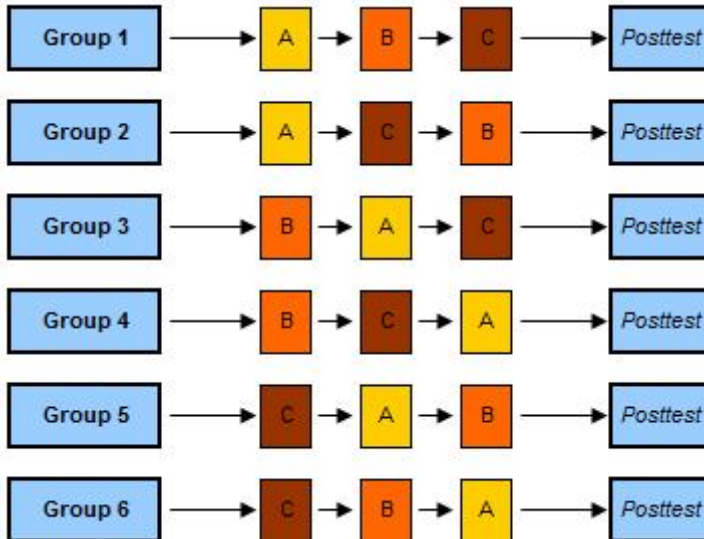 Group 1 A B C Posttest
Group 2 A C B Posttest
Group 3 B A C Posttest
Group 4 B C A Posttest
Group 5 C A B Posttest
Group 6 C B A Posttest